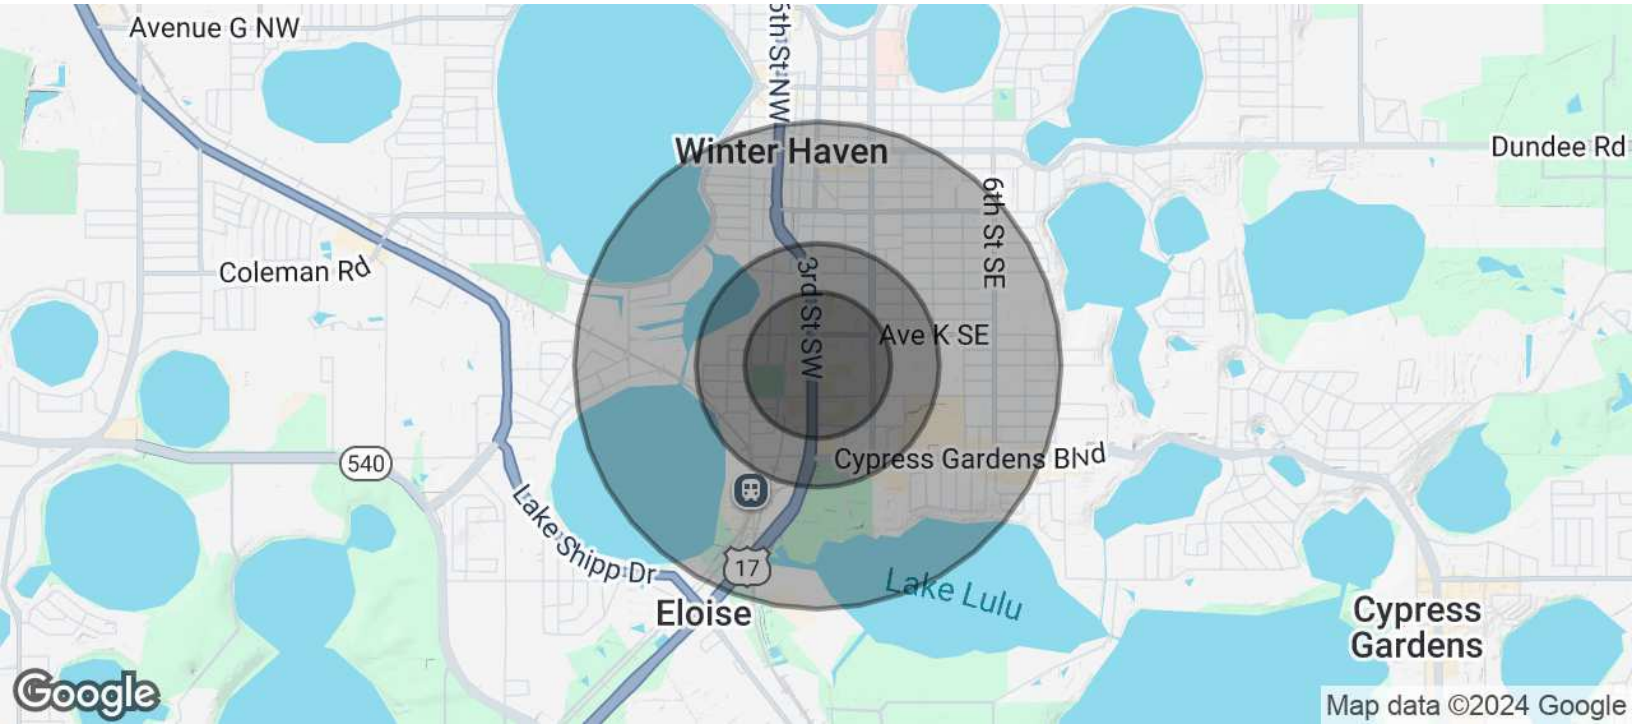 Avenue G NW
5th St NW
Winter Haven
Dundee Rd
6th St SE
Coleman Rd
3rd St SW
Ave K SE
Cypress Gardens Blvd
540
Lake Shipp Dr
17
Lake Lulu
Eloise
Cypress
Gardens
Google
Map data ©2024 Google